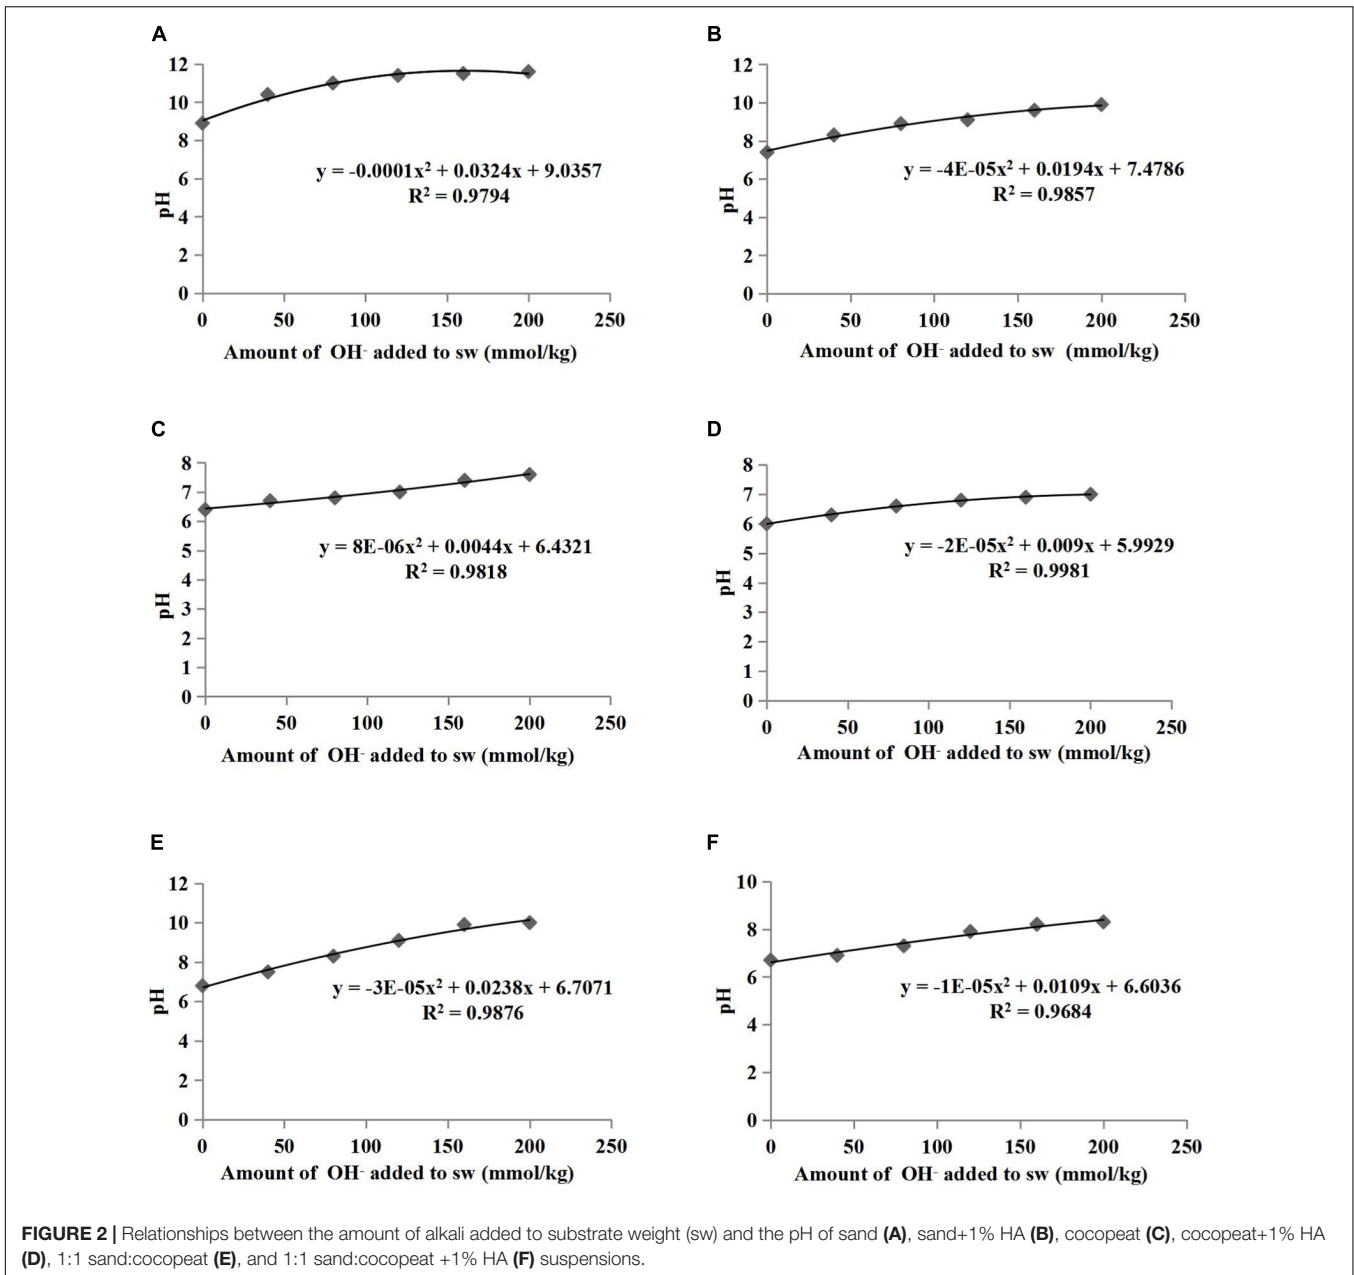 A
12
10
8
6
4
2
0
pH
y = -0.0001x² + 0.0324x + 9.0357
R² = 0.9794
0 50 100 150 200 250
Amount of OH⁻ added to sw (mmol/kg)
B
12
10
8
6
4
2
0
pH
y = -4E-05x² + 0.0194x + 7.4786
R² = 0.9857
0 50 100 150 200 250
Amount of OH⁻ added to sw (mmol/kg)
C
8
7
6
5
4
3
2
1
0
pH
y = 8E-06x² + 0.0044x + 6.4321
R² = 0.9818
0 50 100 150 200 250
Amount of OH⁻ added to sw (mmol/kg)
D
8
7
6
5
4
3
2
1
0
pH
y = -2E-05x² + 0.009x + 5.9929
R² = 0.9981
0 50 100 150 200 250
Amount of OH⁻ added to sw (mmol/kg)
E
12
10
8
6
4
2
0
pH
y = -3E-05x² + 0.0238x + 6.7071
R² = 0.9876
0 50 100 150 200 250
Amount of OH⁻ added to sw (mmol/kg)
F
10
8
6
4
2
0
pH
y = -1E-05x² + 0.0109x + 6.6036
R² = 0.9684
0 50 100 150 200 250
Amount of OH⁻ added to sw (mmol/kg)
FIGURE 2 | Relationships between the amount of alkali added to substrate weight (sw) and the pH of sand (A), sand+1% HA (B), cocopeat (C), cocopeat+1% HA
(D), 1:1 sand:cocopeat (E), and 1:1 sand:cocopeat +1% HA (F) suspensions.